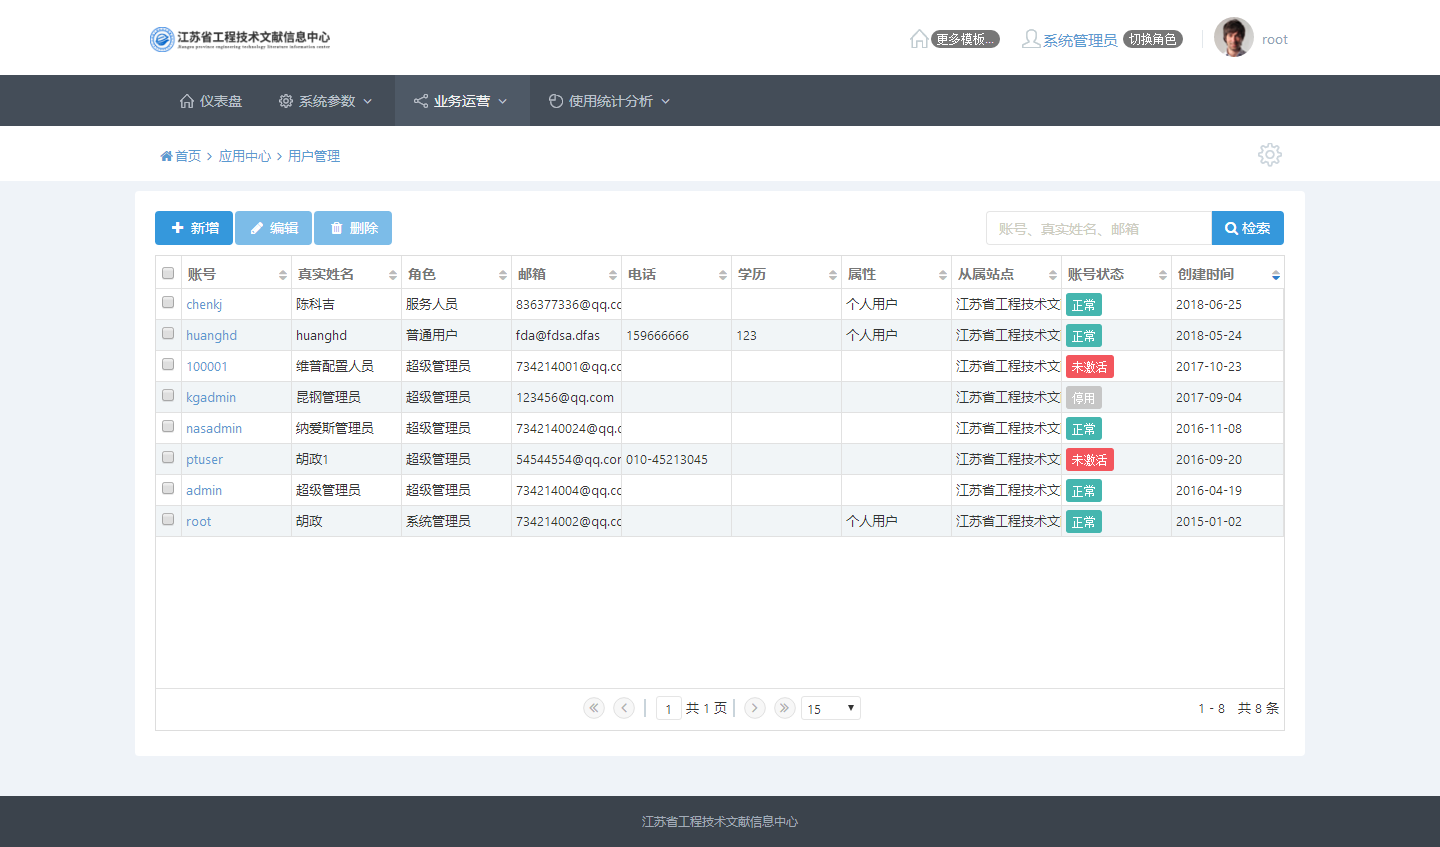 江苏省工程技术文献信息中心
Jiangsu province engineering technology literature information centre
更多模板... 系统管理员 切换角色 root
仪表盘 系统参数 业务运营 使用统计分析
首页 > 应用中心 > 用户管理
新增 编辑 删除 账号、真实姓名、邮箱 检索
账号 真实姓名 角色 邮箱 电话 学历 属性 从属站点 账号状态 创建时间
chenkj 陈科吉 服务人员 836377336@qq.cc 个人用户 江苏省工程技术文 正常 2018-06-25
huanghd huanghd 普通用户 fda@fdsa.dfas 159666666 123 个人用户 江苏省工程技术文 正常 2018-05-24
100001 维普配置人员 超级管理员 734214001@qq.cc 江苏省工程技术文 未激活 2017-10-23
kgadmin 昆钢管理员 超级管理员 123456@qq.com 江苏省工程技术文 停用 2017-09-04
nasadmin 纳爱斯管理员 超级管理员 7342140024@qq.c 江苏省工程技术文 正常 2016-11-08
ptuser 胡政1 超级管理员 54544554@qq.cor 010-45213045 江苏省工程技术文 未激活 2016-09-20
admin 超级管理员 超级管理员 734214004@qq.cc 江苏省工程技术文 正常 2016-04-19
root 胡政 系统管理员 734214002@qq.cc 个人用户 江苏省工程技术文 正常 2015-01-02
1 共 1 页 15 1 - 8 共 8 条
江苏省工程技术文献信息中心